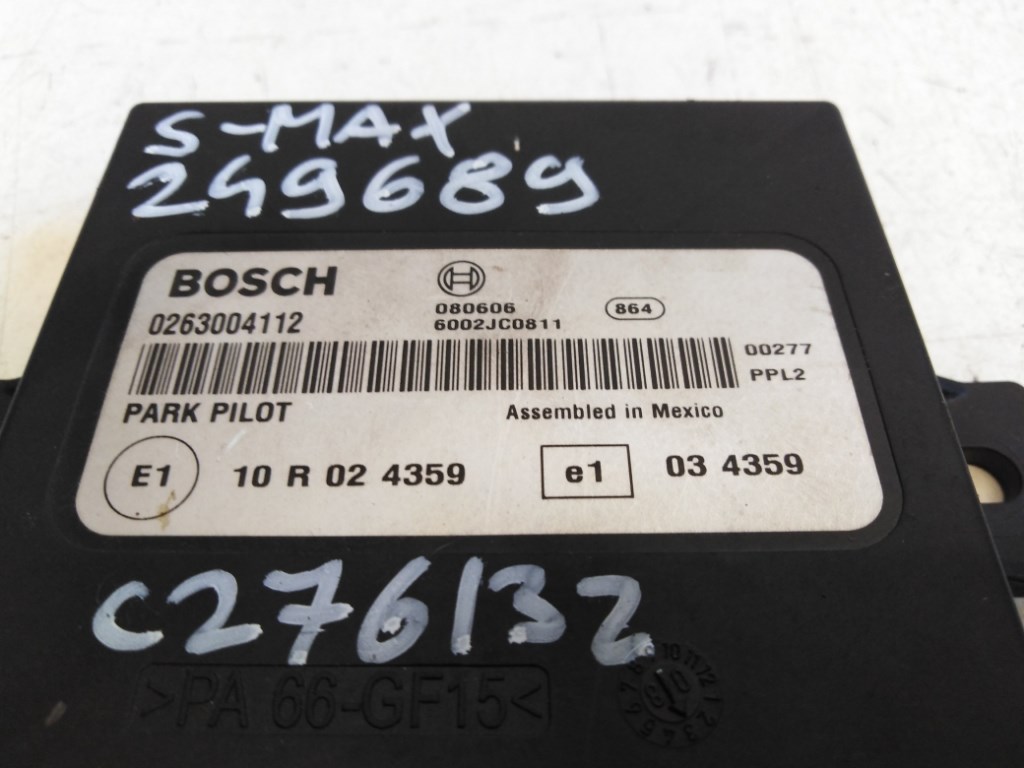 S-MAX
249689
BOSCH
080606
864
0263004112
6002JC0811
00277
PPL2
PARK PILOT
Assembled in Mexico
E1
10 R 02 4359
e1
03 4359
C276132
>PA 66-GF15<